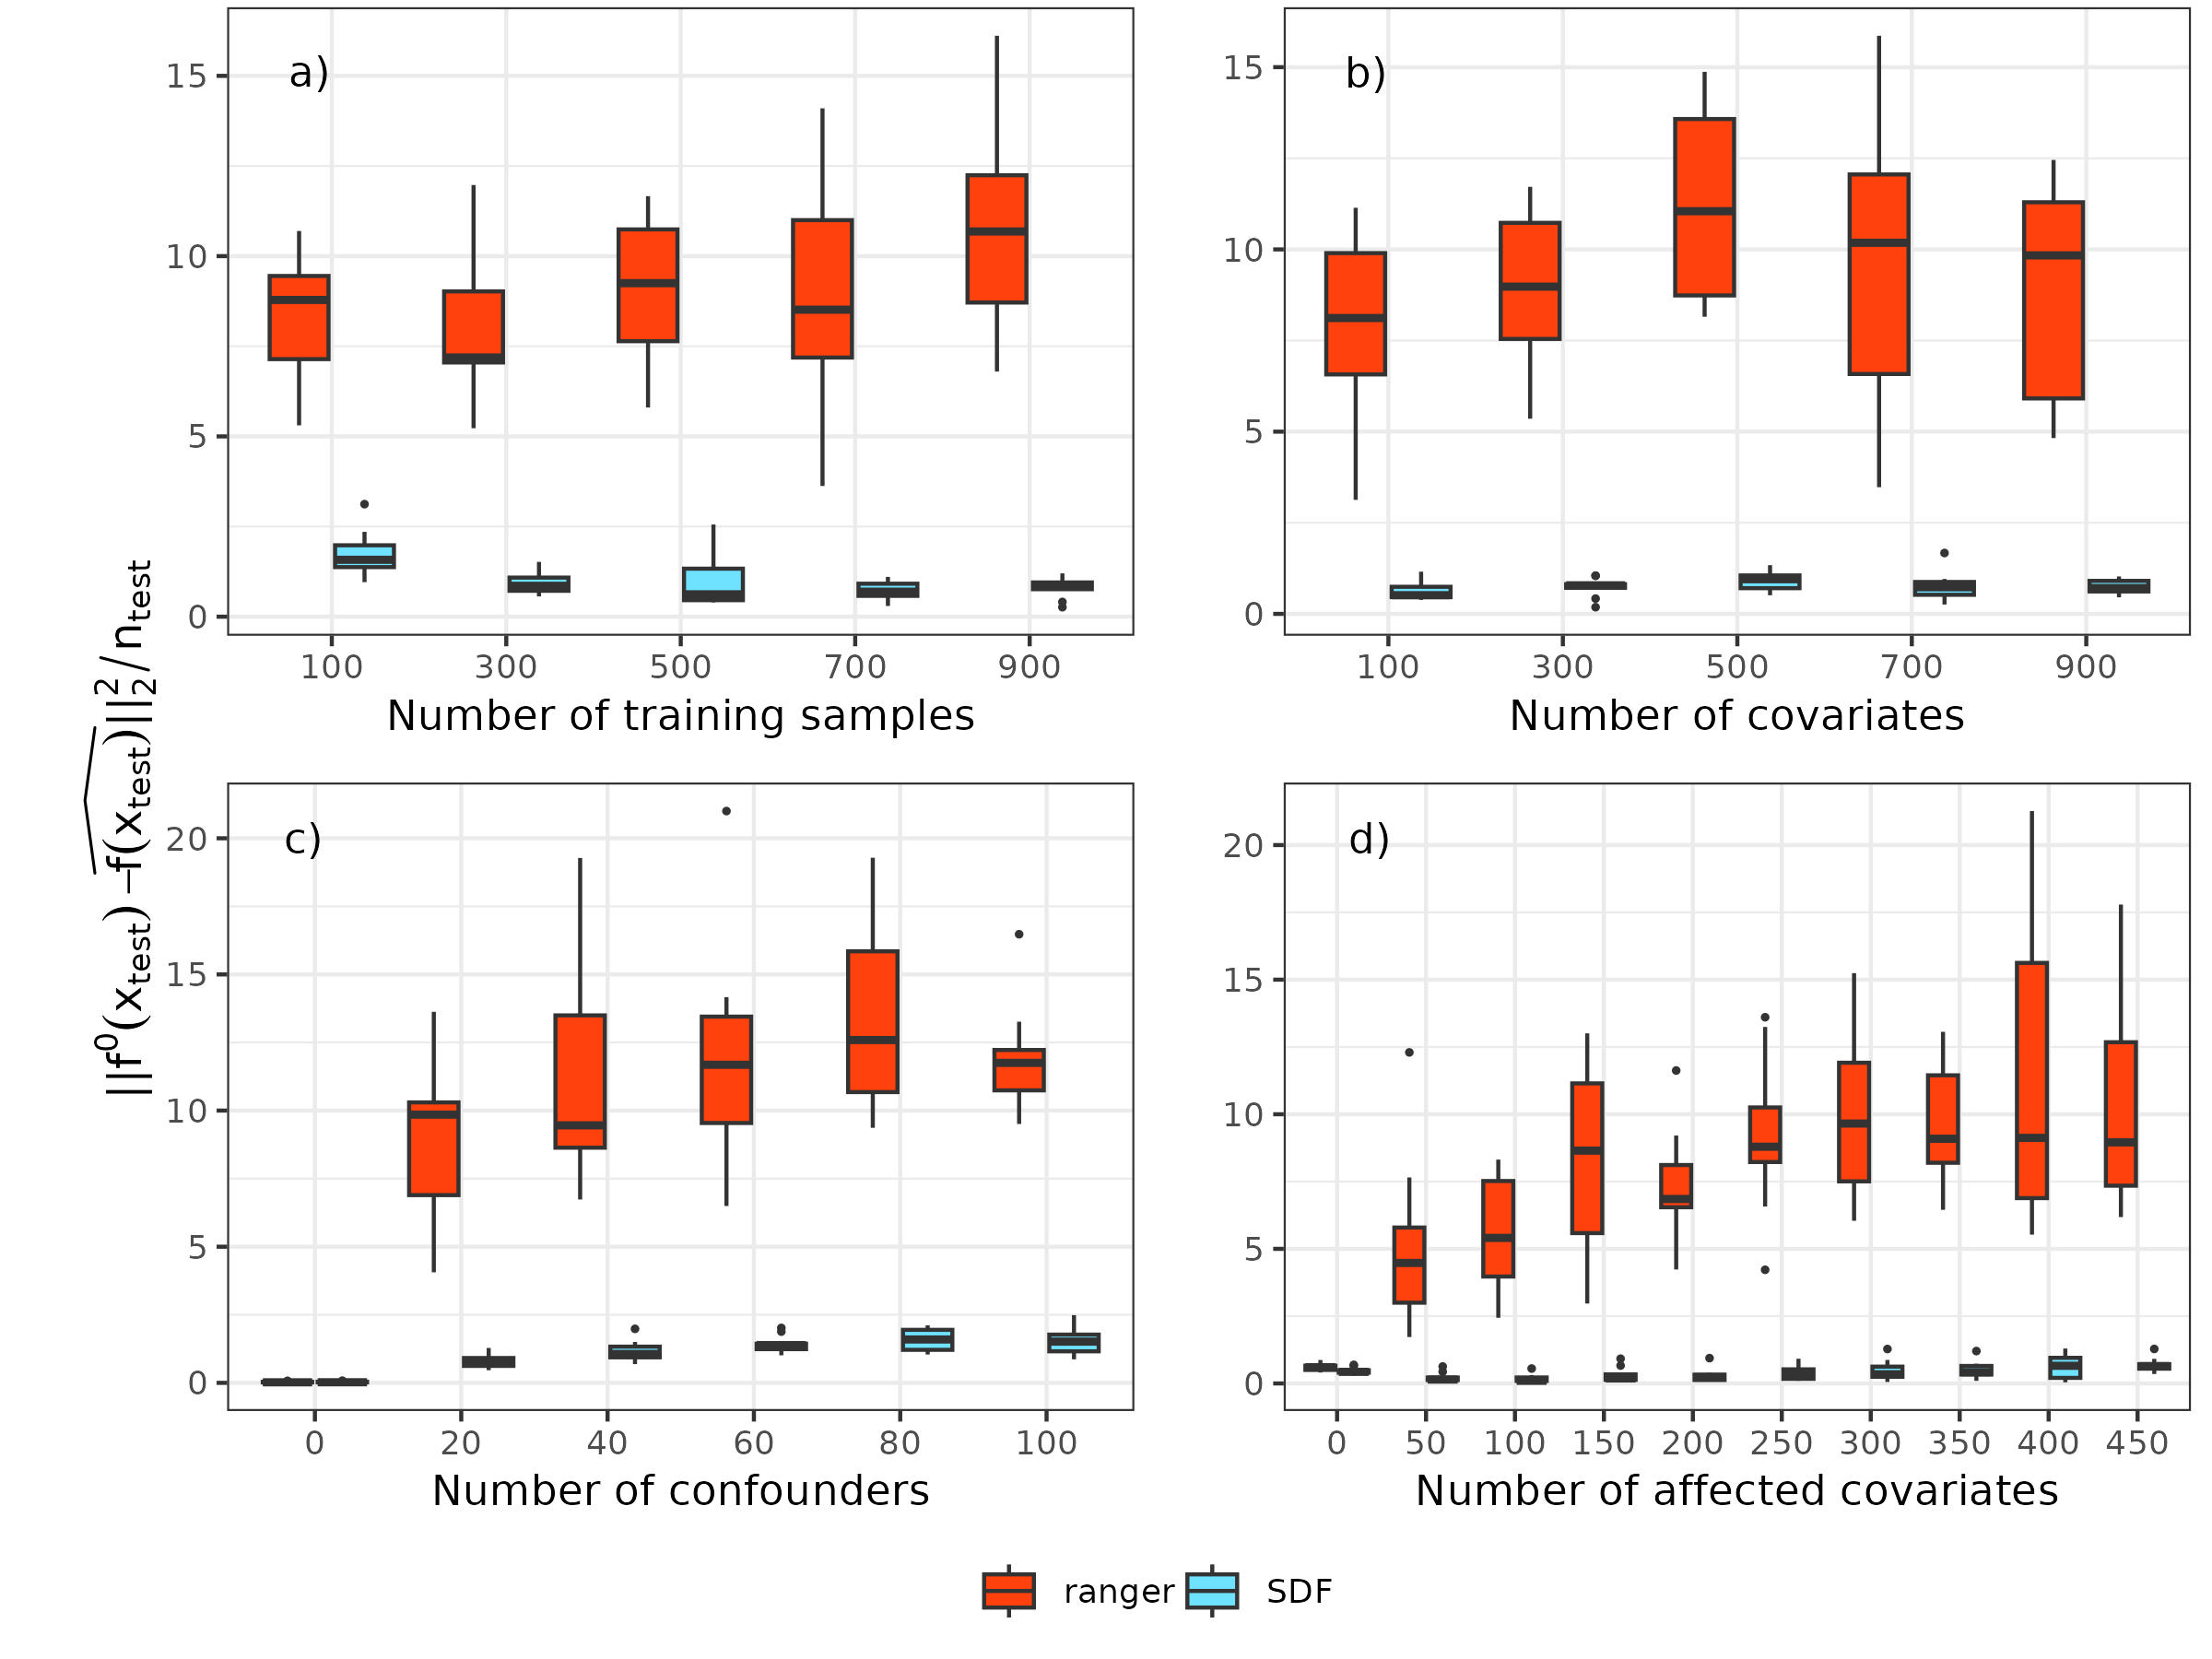 ||f⁰(x_test) − \widehat{f(x_test)}||₂² / n_test
a)
15
10
5
0
100 300 500 700 900
Number of training samples
b)
15
10
5
0
100 300 500 700 900
Number of covariates
c)
20
15
10
5
0
0 20 40 60 80 100
Number of confounders
d)
20
15
10
5
0
0 50 100 150 200 250 300 350 400 450
Number of affected covariates
ranger SDF